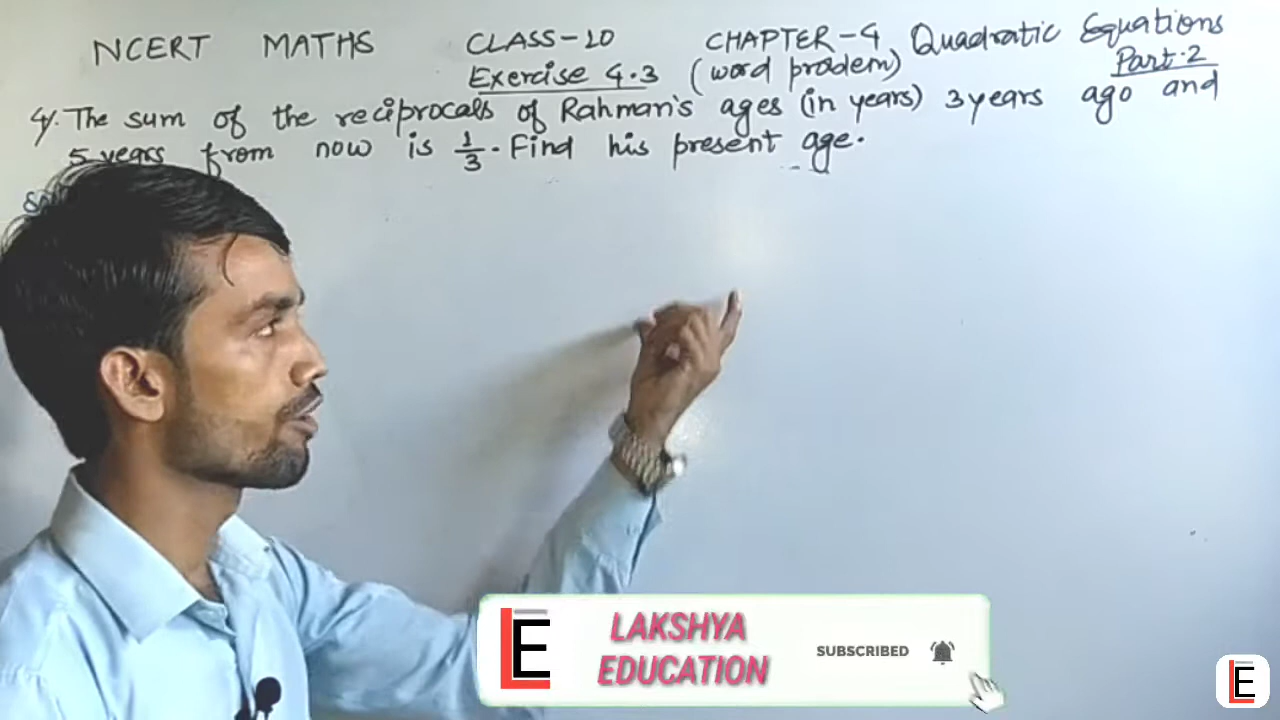 NCERT MATHS CLASS-10 CHAPTER-4 Quadratic Equations
Exercise 4.3 (word problem) Part-2
4. The sum of the reciprocals of Rahman's ages (in years) 3 years ago and
5 years from now is 1/3. Find his present age.
LAKSHYA
EDUCATION
SUBSCRIBED
LE
LE